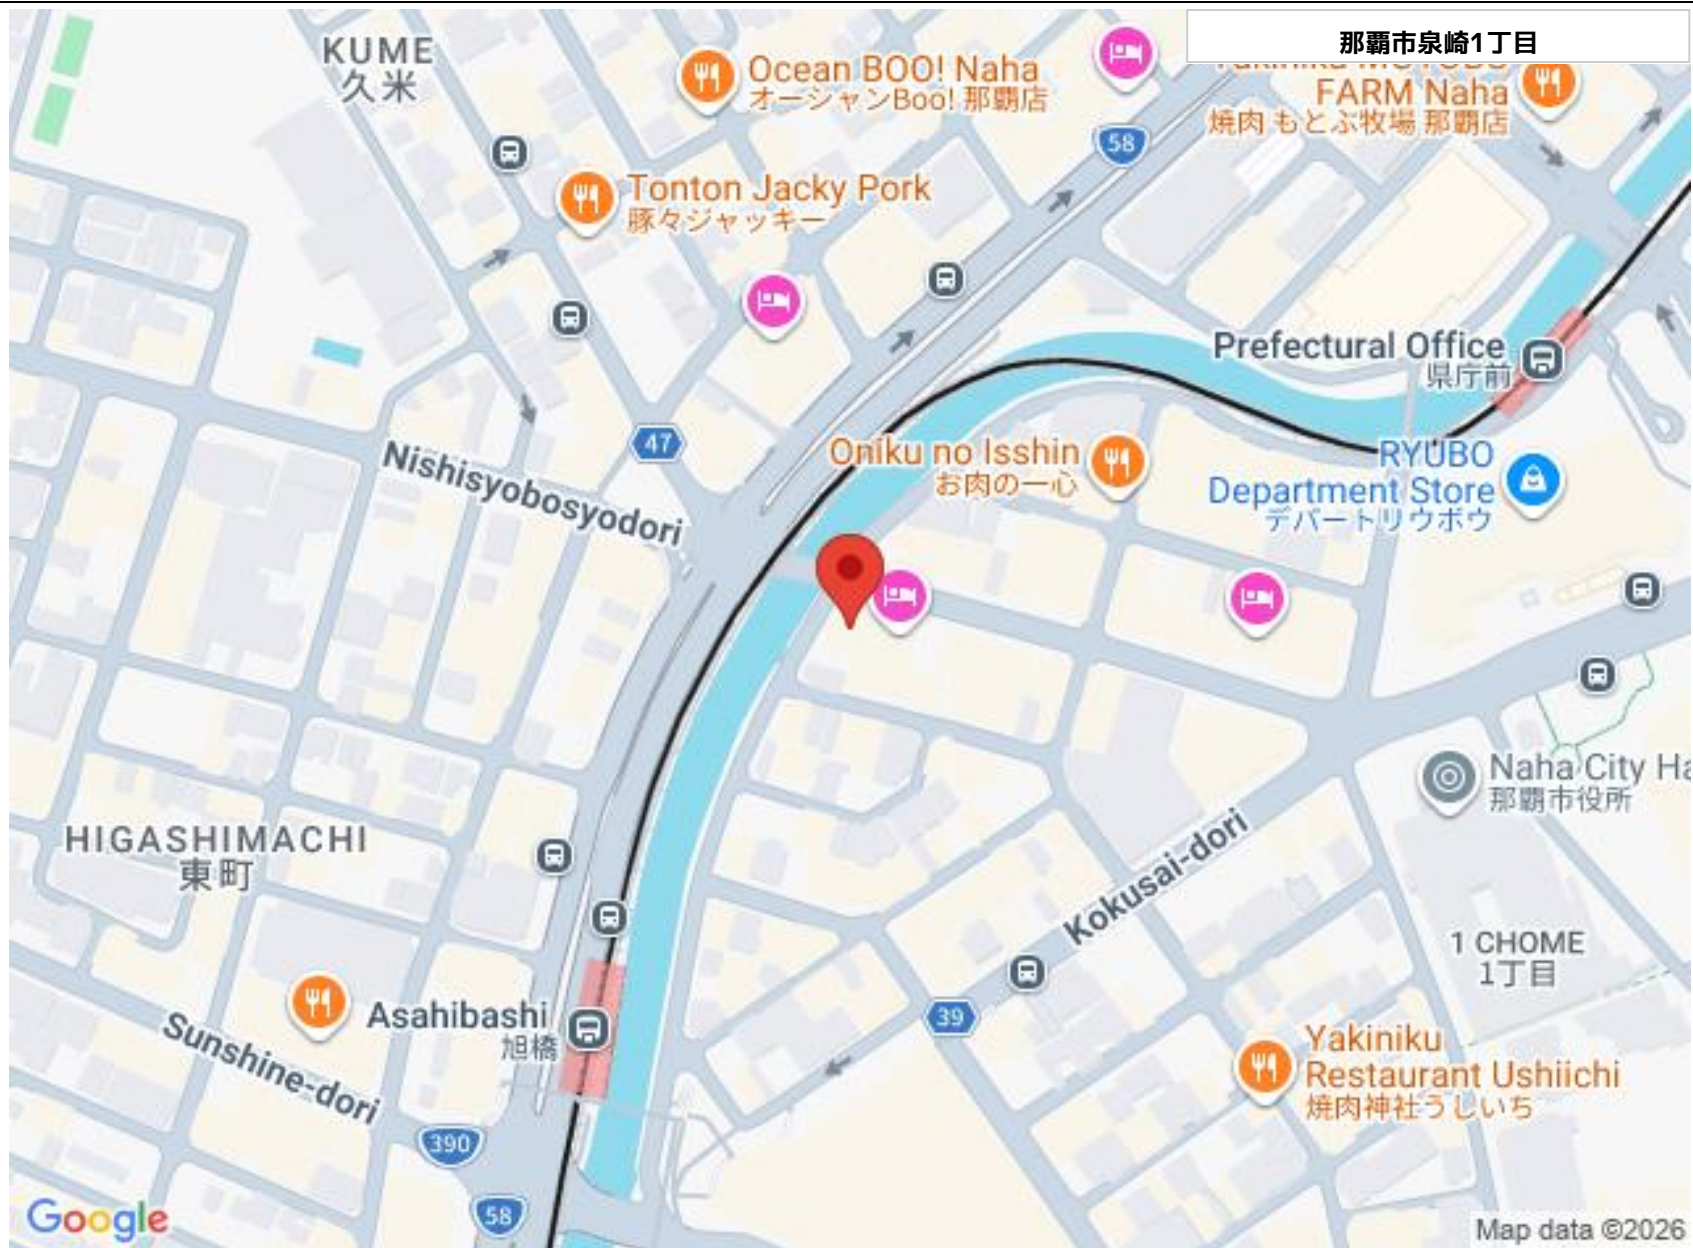 那覇市泉崎1丁目
KUME
久米
Ocean BOO! Naha
オーシャンBoo! 那覇店
FARM Naha
焼肉 もとぶ牧場 那覇店
58
Tonton Jacky Pork
豚々ジャッキー
Prefectural Office
県庁前
47
Nishisyobosyodori
Oniku no Isshin
お肉の一心
RYUBO
Department Store
デパートリウボウ
Naha City Ha
那覇市役所
HIGASHIMACHI
東町
Kokusai-dori
1 CHOME
1丁目
39
Asahibashi
旭橋
Sunshine-dori
Yakiniku
Restaurant Ushiichi
焼肉神社うしいち
390
58
Google
Map data ©2026